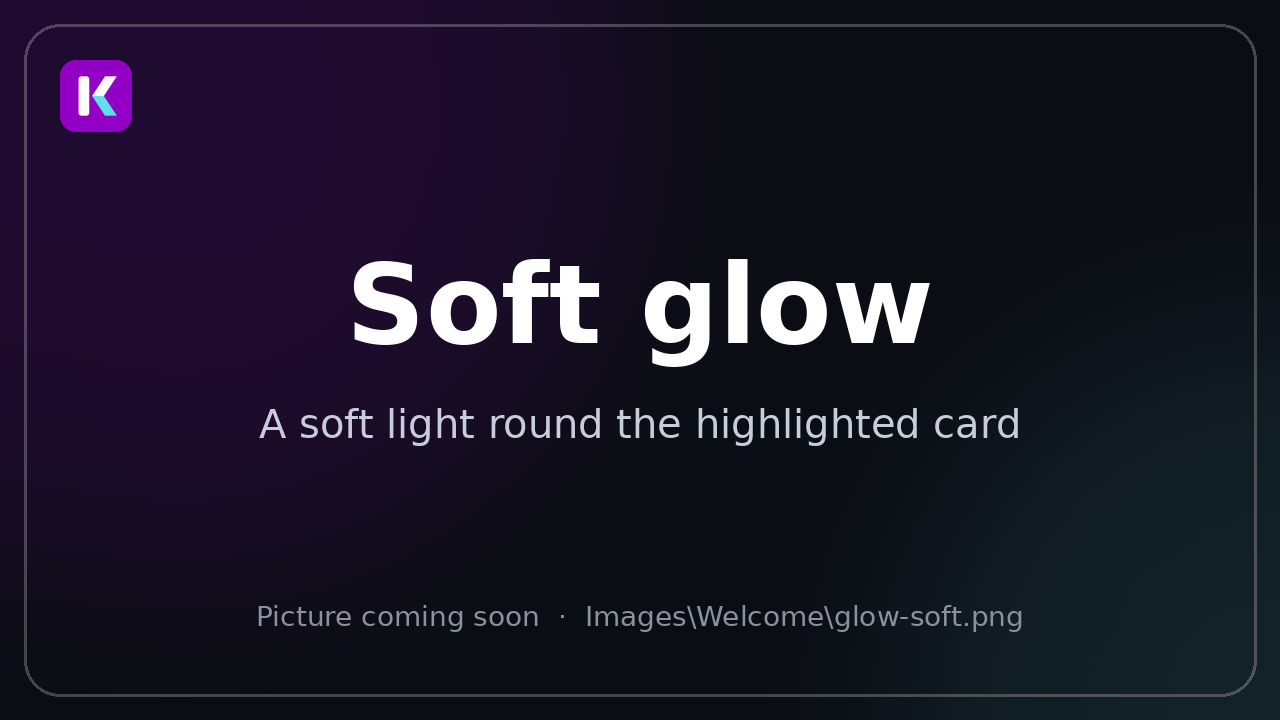 K
Soft glow
A soft light round the highlighted card
Picture coming soon · Images\Welcome\glow-soft.png